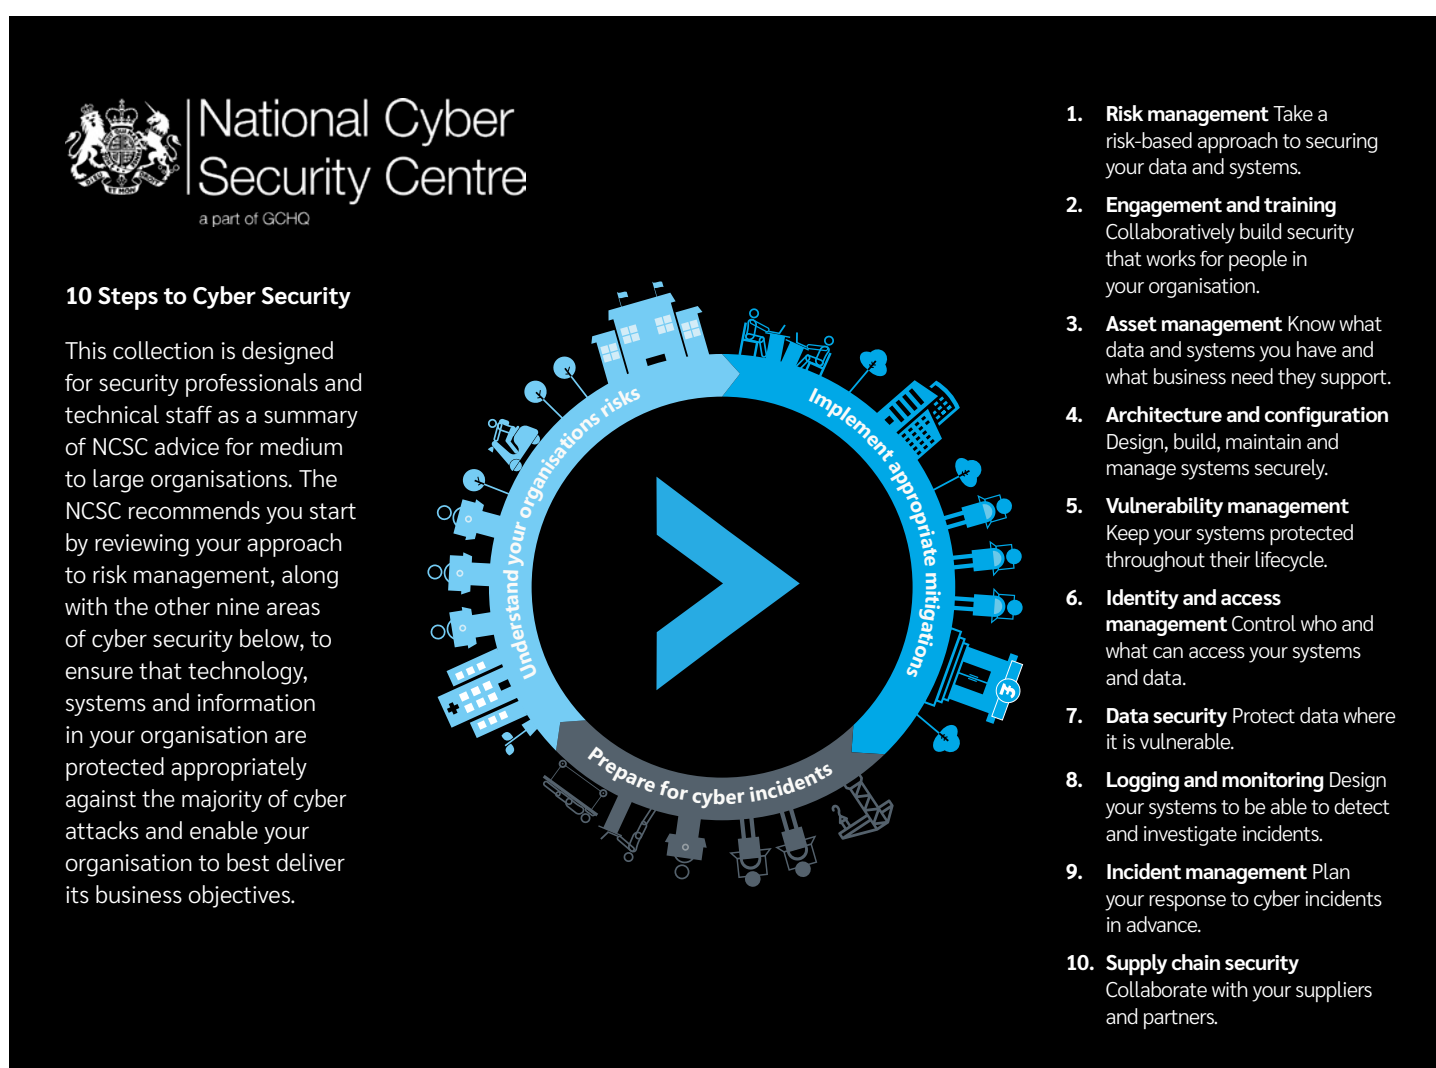 National Cyber
Security Centre
a part of GCHQ
10 Steps to Cyber Security
This collection is designed
for security professionals and
technical staff as a summary
of NCSC advice for medium
to large organisations. The
NCSC recommends you start
by reviewing your approach
to risk management, along
with the other nine areas
of cyber security below, to
ensure that technology,
systems and information
in your organisation are
protected appropriately
against the majority of cyber
attacks and enable your
organisation to best deliver
its business objectives.
Understand your organisations risks
Implement appropriate mitigations
Prepare for cyber incidents
£
1. Risk management Take a
risk-based approach to securing
your data and systems.
2. Engagement and training
Collaboratively build security
that works for people in
your organisation.
3. Asset management Know what
data and systems you have and
what business need they support.
4. Architecture and configuration
Design, build, maintain and
manage systems securely.
5. Vulnerability management
Keep your systems protected
throughout their lifecycle.
6. Identity and access
management Control who and
what can access your systems
and data.
7. Data security Protect data where
it is vulnerable.
8. Logging and monitoring Design
your systems to be able to detect
and investigate incidents.
9. Incident management Plan
your response to cyber incidents
in advance.
10. Supply chain security
Collaborate with your suppliers
and partners.